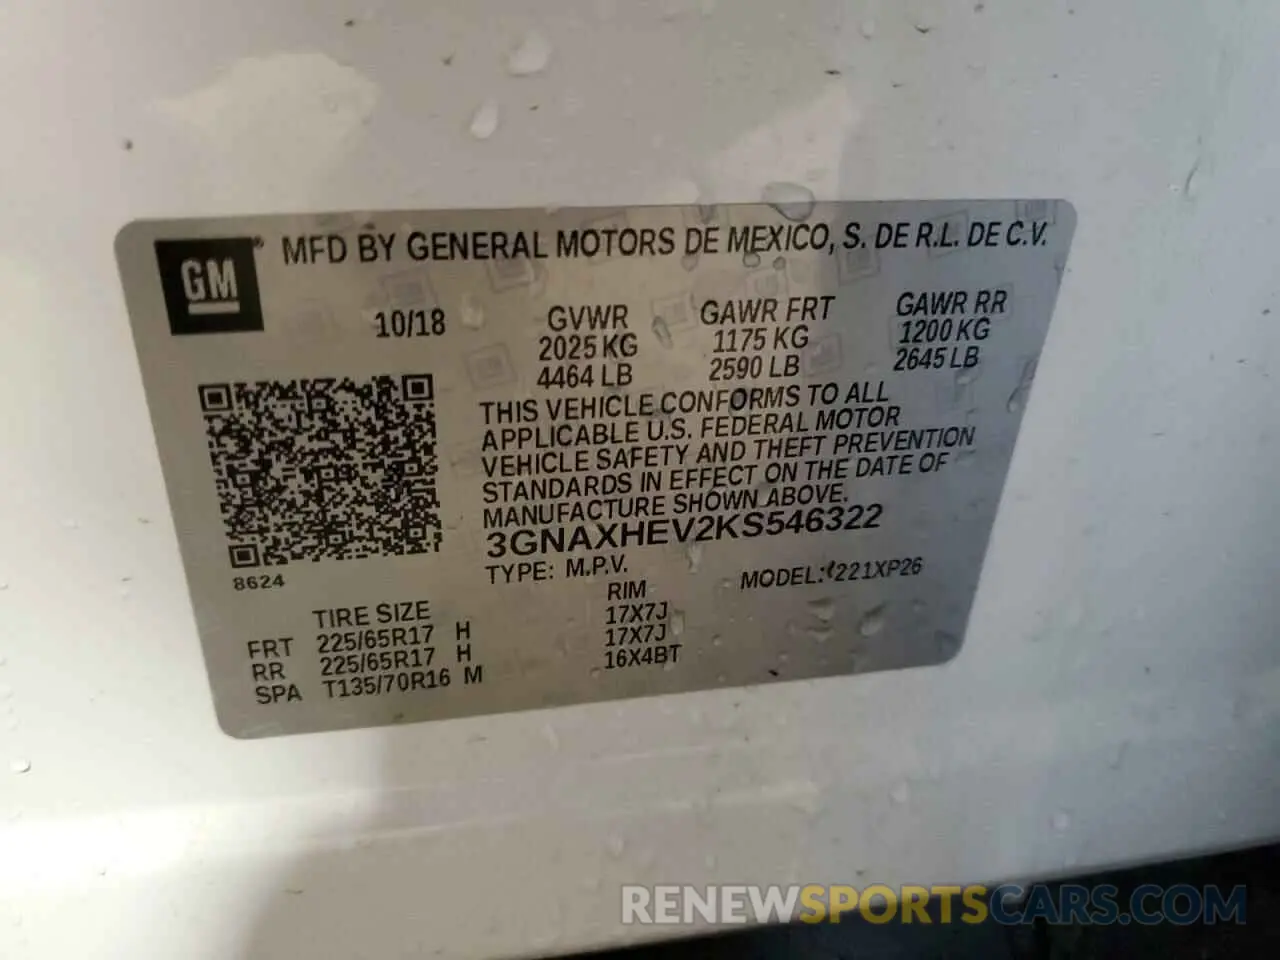 GM® MFD BY GENERAL MOTORS DE MEXICO, S. DE R.L. DE C.V.
10/18
GVWR GAWR FRT GAWR RR
2025 KG 1175 KG 1200 KG
4464 LB 2590 LB 2645 LB
THIS VEHICLE CONFORMS TO ALL
APPLICABLE U.S. FEDERAL MOTOR
VEHICLE SAFETY AND THEFT PREVENTION
STANDARDS IN EFFECT ON THE DATE OF
MANUFACTURE SHOWN ABOVE.
3GNAXHEV2KS546322
8624
TYPE: M.P.V. MODEL: 221XP26
TIRE SIZE RIM
FRT 225/65R17 H 17X7J
RR 225/65R17 H 17X7J
SPA T135/70R16 M 16X4BT
RENEWSPORTSCARS.COM